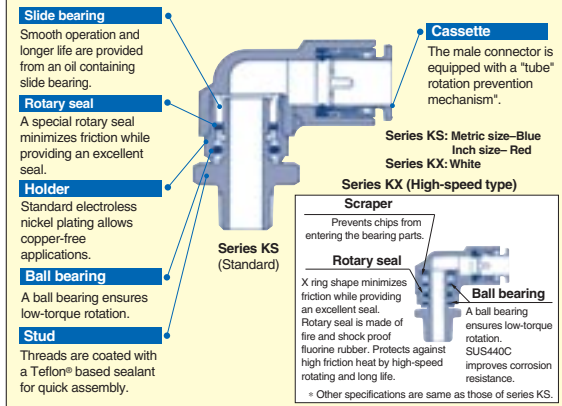 Slide bearing
Smooth operation and
longer life are provided
from an oil containing
slide bearing.
Rotary seal
A special rotary seal
minimizes friction while
providing an excellent
seal.
Holder
Standard electroless
nickel plating allows
copper-free
applications.
Ball bearing
A ball bearing ensures
low-torque rotation.
Stud
Threads are coated with
a Teflon® based sealant
for quick assembly.
Series KS
(Standard)
Cassette
The male connector is
equipped with a "tube"
rotation prevention
mechanism".
Series KS: Metric size–Blue
Inch size– Red
Series KX: White
Series KX (High-speed type)
Scraper
Prevents chips from
entering the bearing parts.
Rotary seal
X ring shape minimizes
friction while providing
an excellent seal.
Rotary seal is made of
fire and shock proof
fluorine rubber. Protects against
high friction heat by high-speed
rotating and long life.
Ball bearing
A ball bearing
ensures low-torque
rotation.
SUS440C
improves corrosion
resistance.
∗ Other specifications are same as those of series KS.